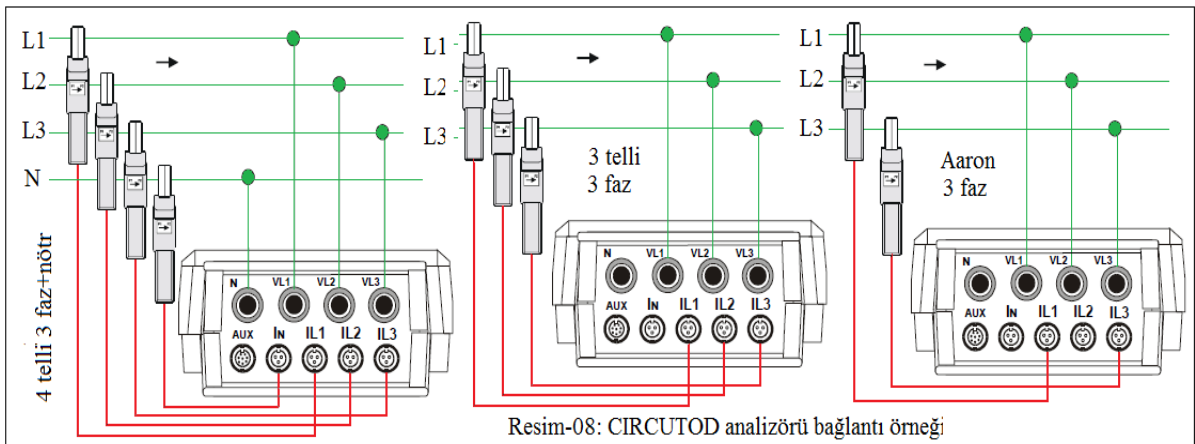 L1
L2
L3
N
4 telli 3 faz+nötr
N VL1 VL2 VL3
AUX IN IL1 IL2 IL3
L1
L2
L3
3 telli
3 faz
N VL1 VL2 VL3
AUX IN IL1 IL2 IL3
L1
L2
L3
Aaron
3 faz
N VL1 VL2 VL3
AUX IN IL1 IL2 IL3
Resim-08: CIRCUTOD analizörü bağlantı örneği